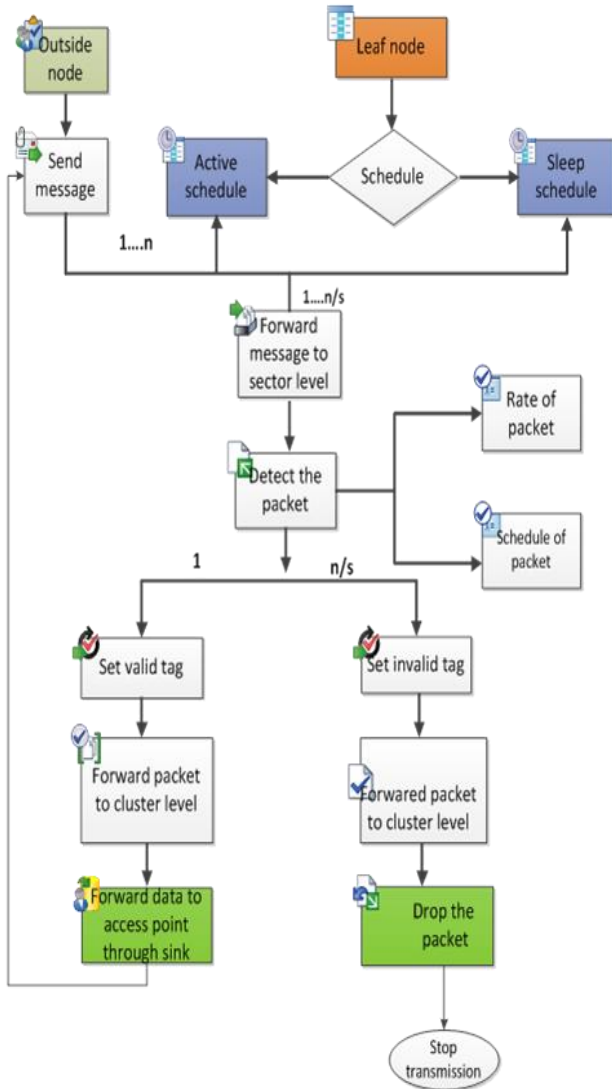 Outside
node
Leaf node
Send
message
Active
schedule
Schedule
Sleep
schedule
1....n
1....n/s
Forward
message to
sector level
Detect the
packet
Rate of
packet
Schedule of
packet
1
n/s
Set valid tag
Set invalid tag
Forward packet
to cluster level
Forwared packet
to cluster level
Forward data to
access point
through sink
Drop the
packet
Stop
transmission